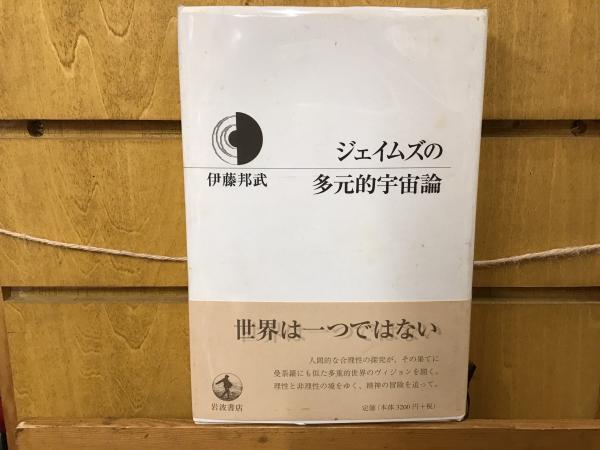 ジェイムズの
伊藤邦武
多元的宇宙論
世界は一つではない
人間的な合理性の探究が、その果てに
曼荼羅にも似た多重的世界のヴィジョンを開く。
理性と非理性の境をゆく、精神の冒険を追って。
岩波書店
定価(本体3200円+税)